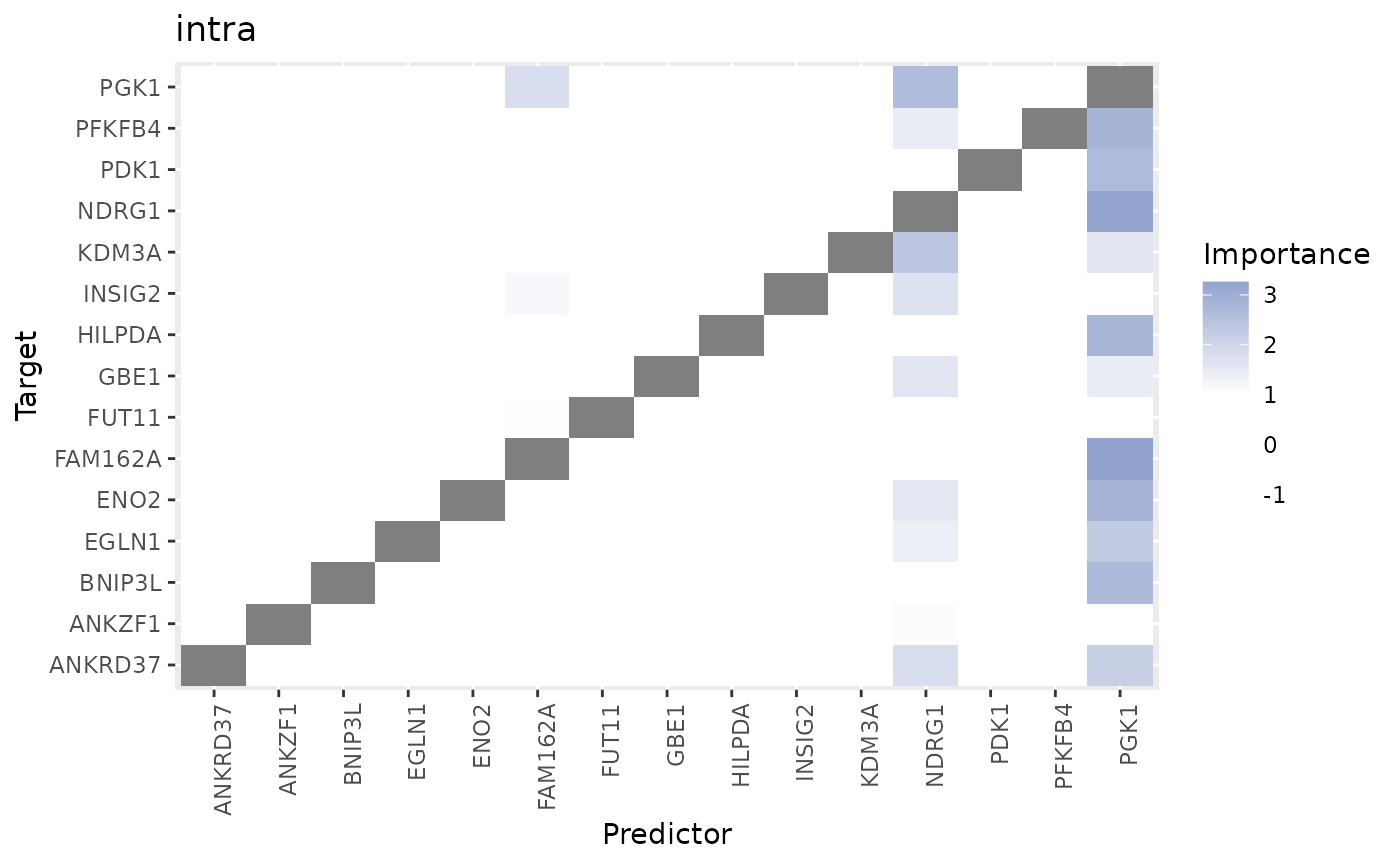 intra
PGK1
PFKFB4
PDK1
NDRG1
KDM3A
INSIG2
HILPDA
GBE1
FUT11
FAM162A
ENO2
EGLN1
BNIP3L
ANKZF1
ANKRD37
Target
ANKRD37
ANKZF1
BNIP3L
EGLN1
ENO2
FAM162A
FUT11
GBE1
HILPDA
INSIG2
KDM3A
NDRG1
PDK1
PFKFB4
PGK1
Predictor
Importance
3
2
1
0
-1